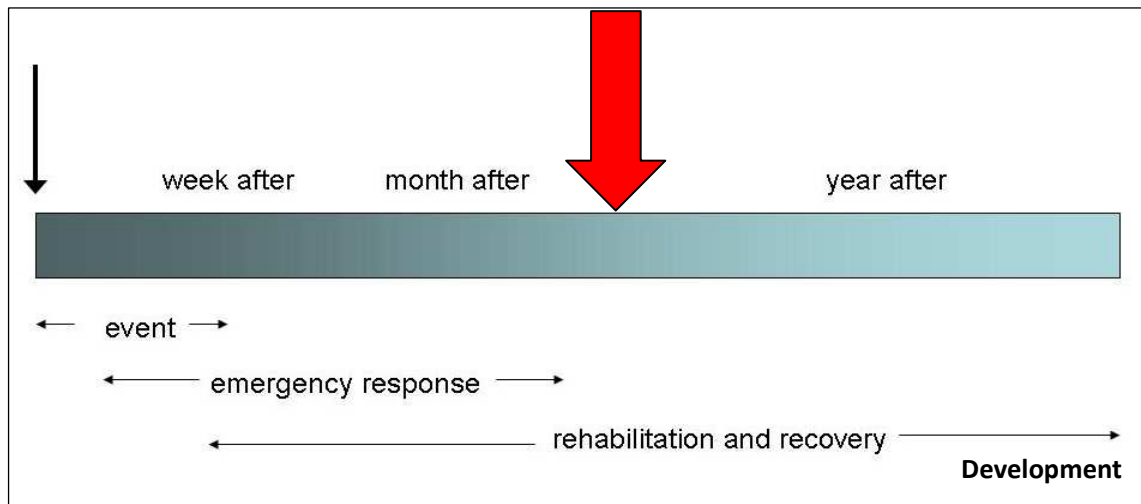 week after month after year after
event
emergency response
rehabilitation and recovery
Development